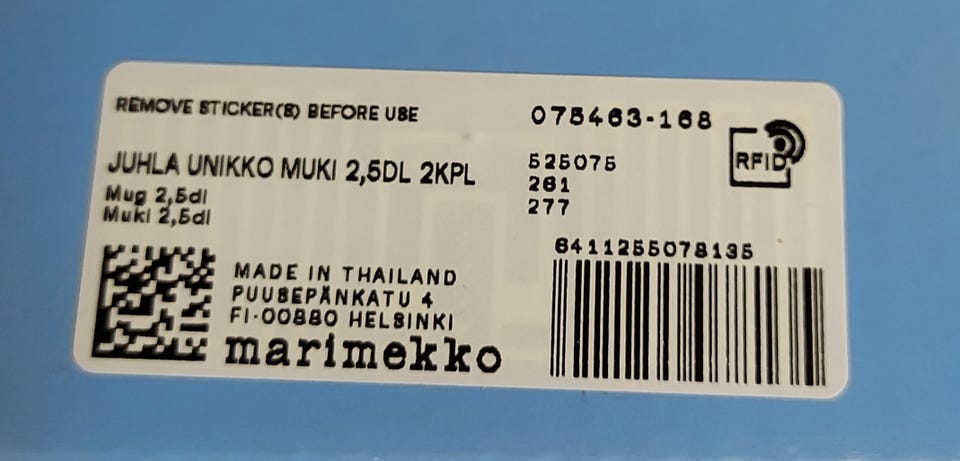 REMOVE STICKER(S) BEFORE USE
075463-168
RFID
JUHLA UNIKKO MUKI 2,5DL 2KPL
525075
261
277
Mug 2,5dl
Muki 2,5dl
6411255078135
MADE IN THAILAND
PUUSEPÄNKATU 4
FI-00880 HELSINKI
marimekko